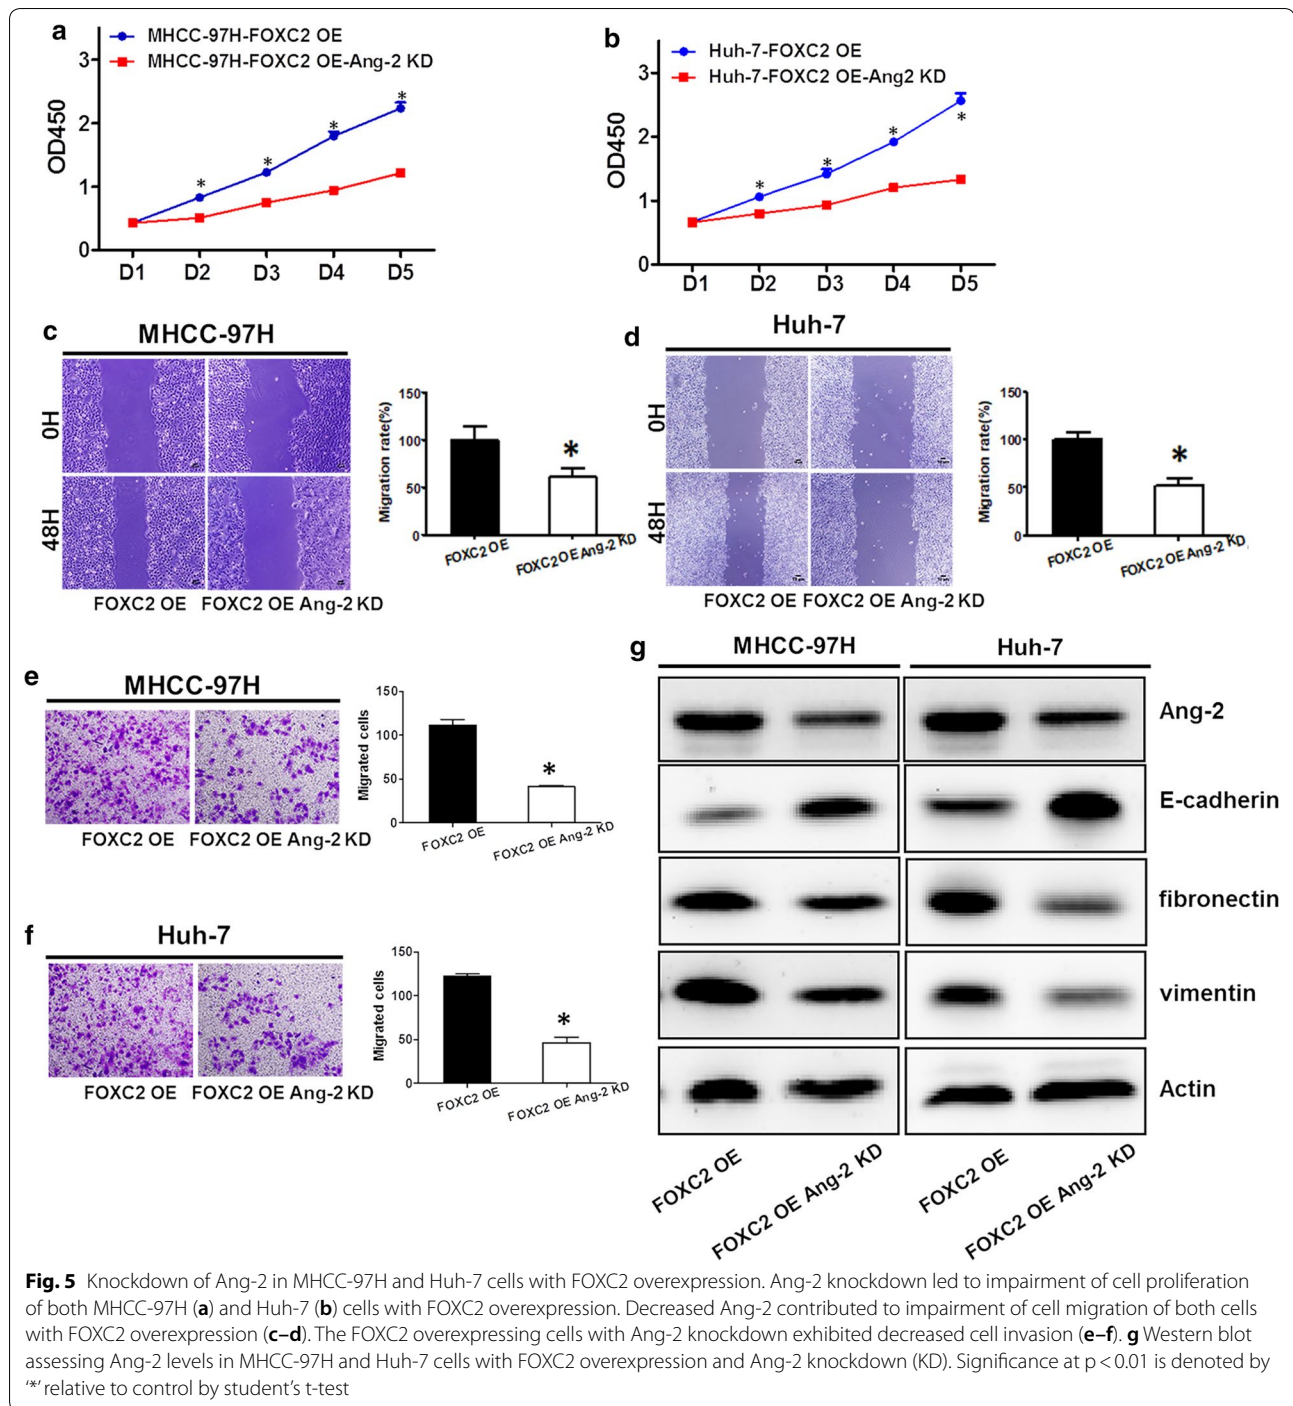 a
MHCC-97H-FOXC2 OE
MHCC-97H-FOXC2 OE-Ang-2 KD
OD450
3
2
1
0
* * * *
D1 D2 D3 D4 D5
b
Huh-7-FOXC2 OE
Huh-7-FOXC2 OE-Ang2 KD
OD450
3
2
1
0
* * * *
D1 D2 D3 D4 D5
c
MHCC-97H
0H
48H
FOXC2 OE FOXC2 OE Ang-2 KD
Migration rate(%)
150
100
50
0
*
FOXC2 OE
FOXC2 OE Ang-2 KD
d
Huh-7
0H
48H
FOXC2 OE FOXC2 OE Ang-2 KD
Migration rate(%)
150
100
50
0
*
FOXC2 OE
FOXC2 OE Ang-2 KD
e
MHCC-97H
FOXC2 OE FOXC2 OE Ang-2 KD
Migrated cells
150
100
50
0
*
FOXC2 OE
FOXC2 OE Ang-2 KD
f
Huh-7
FOXC2 OE FOXC2 OE Ang-2 KD
Migrated cells
150
100
50
0
*
FOXC2 OE
FOXC2 OE Ang-2 KD
g
MHCC-97H Huh-7
Ang-2
E-cadherin
fibronectin
vimentin
Actin
FOXC2 OE
FOXC2 OE Ang-2 KD
FOXC2 OE
FOXC2 OE Ang-2 KD
Fig. 5 Knockdown of Ang-2 in MHCC-97H and Huh-7 cells with FOXC2 overexpression. Ang-2 knockdown led to impairment of cell proliferation
of both MHCC-97H (a) and Huh-7 (b) cells with FOXC2 overexpression. Decreased Ang-2 contributed to impairment of cell migration of both cells
with FOXC2 overexpression (c–d). The FOXC2 overexpressing cells with Ang-2 knockdown exhibited decreased cell invasion (e–f). g Western blot
assessing Ang-2 levels in MHCC-97H and Huh-7 cells with FOXC2 overexpression and Ang-2 knockdown (KD). Significance at p < 0.01 is denoted by
‘*’ relative to control by student’s t-test